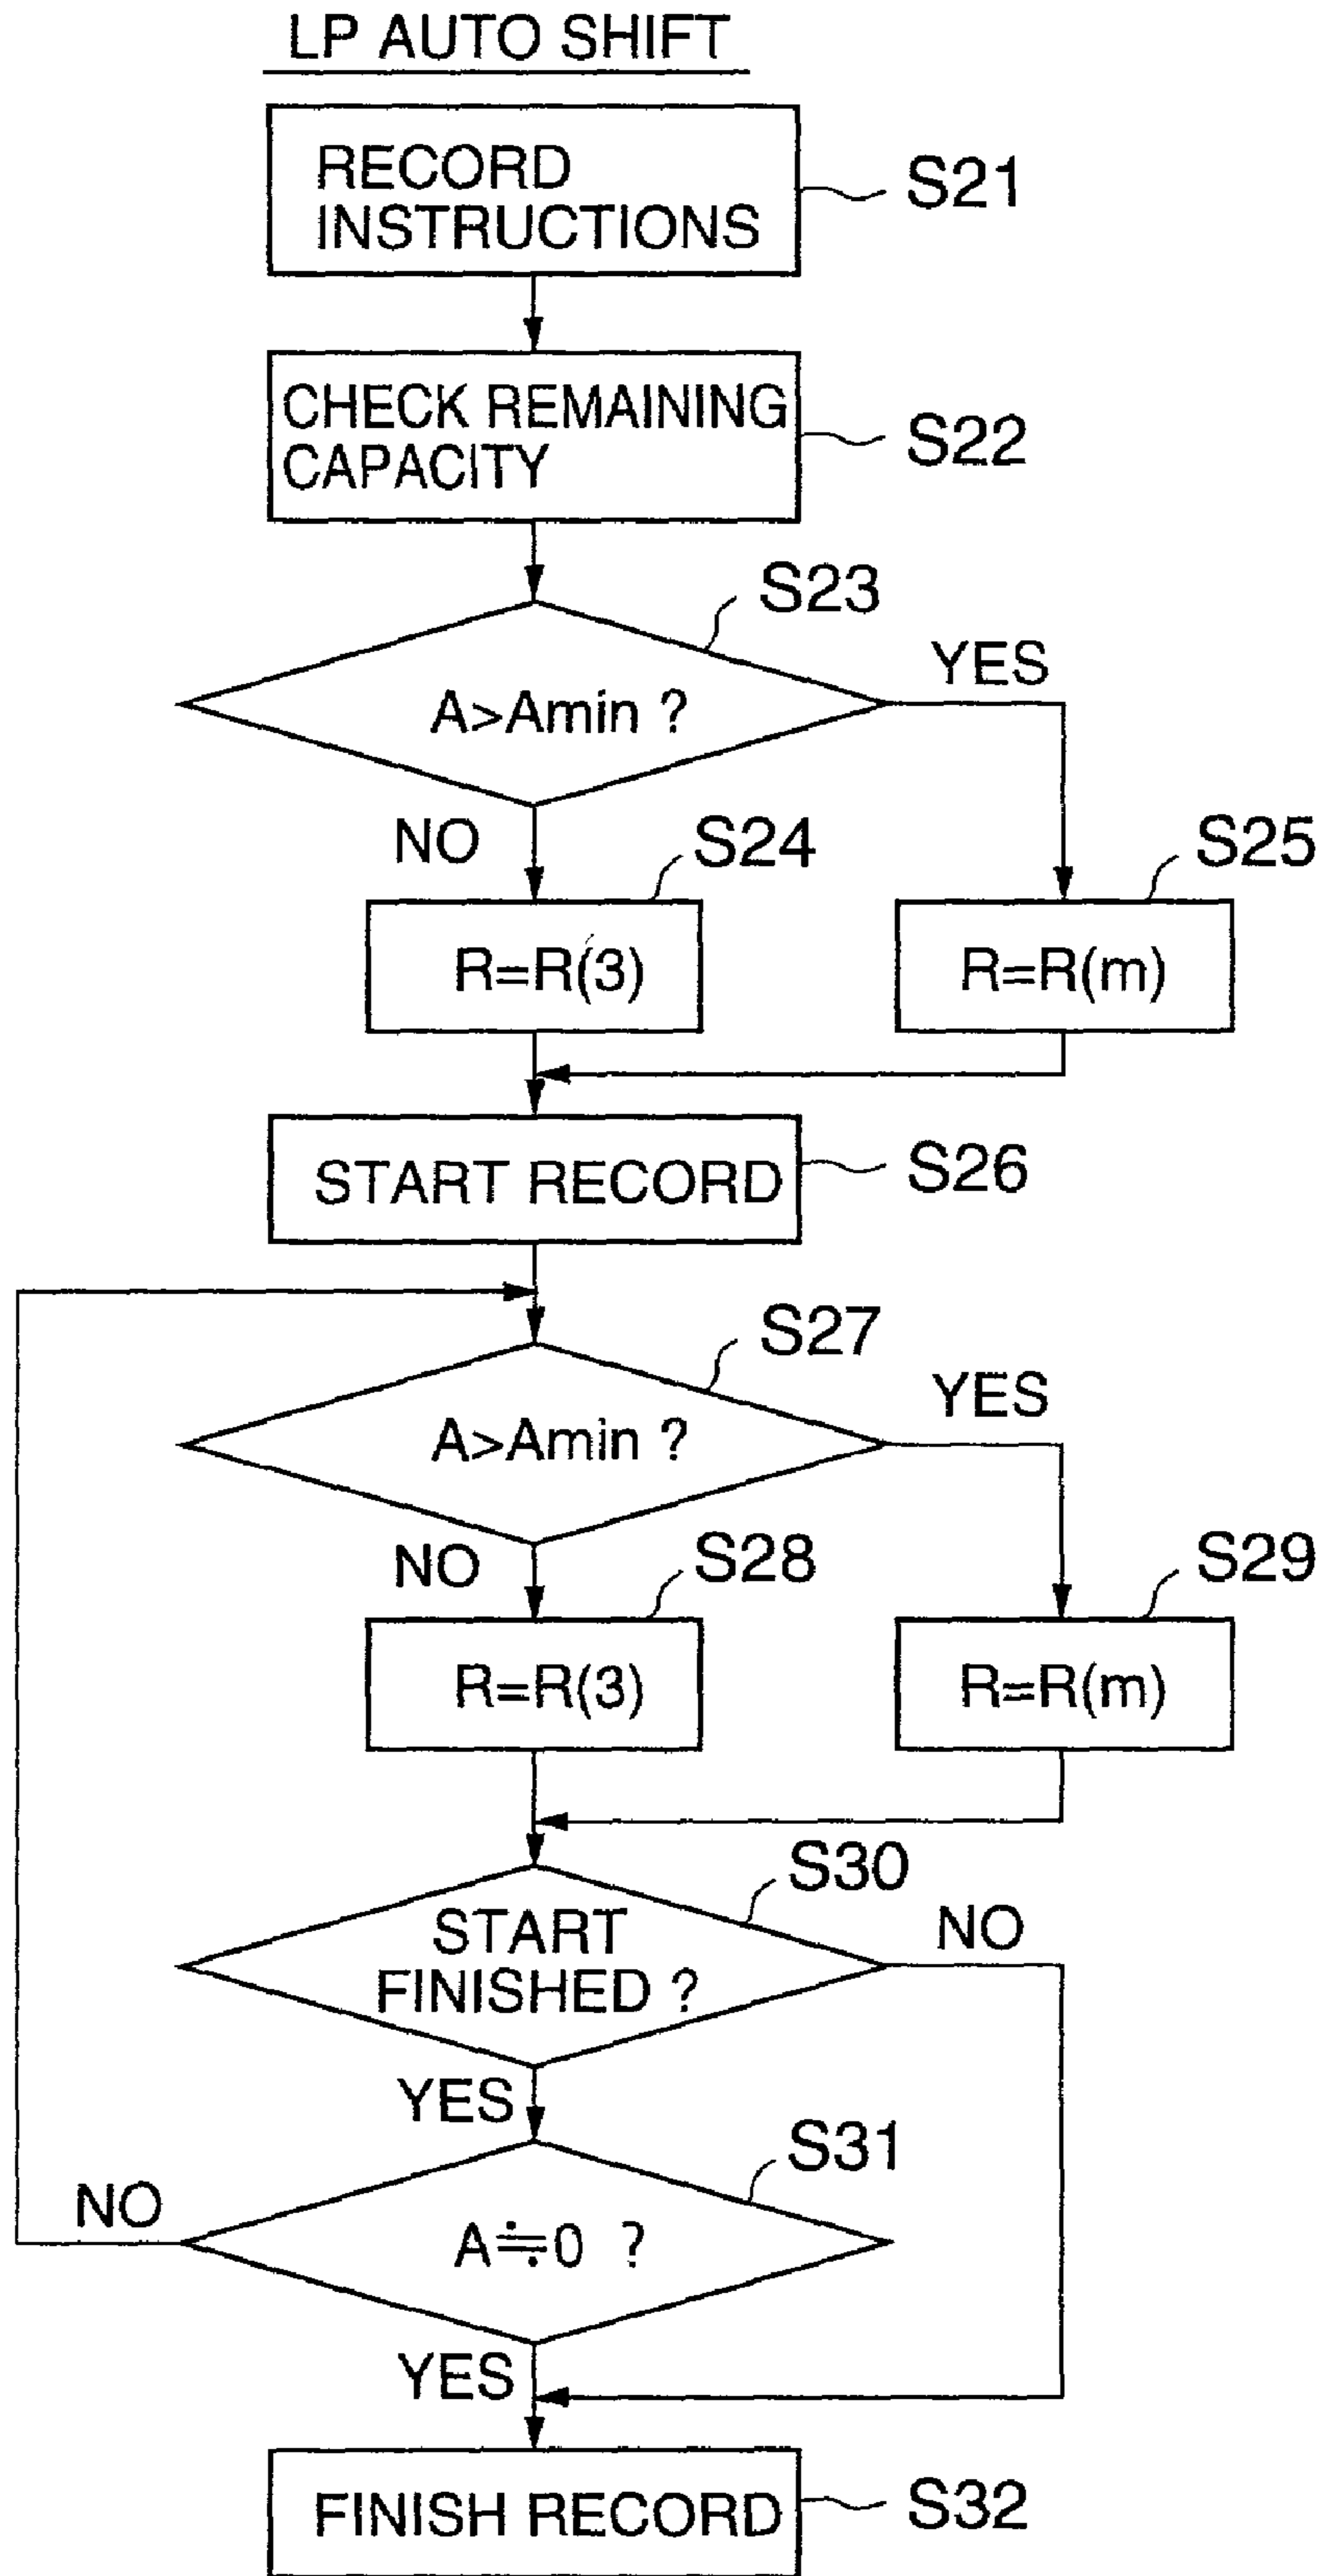 LP AUTO SHIFT
RECORD
INSTRUCTIONS
S21
CHECK REMAINING
CAPACITY
S22
S23
A>Amin ?
YES
NO
S24
S25
R=R(3)
R=R(m)
START RECORD
S26
S27
A>Amin ?
YES
NO
S28
S29
R=R(3)
R=R(m)
S30
START
FINISHED ?
NO
YES
S31
NO
A≒0 ?
YES
FINISH RECORD
S32